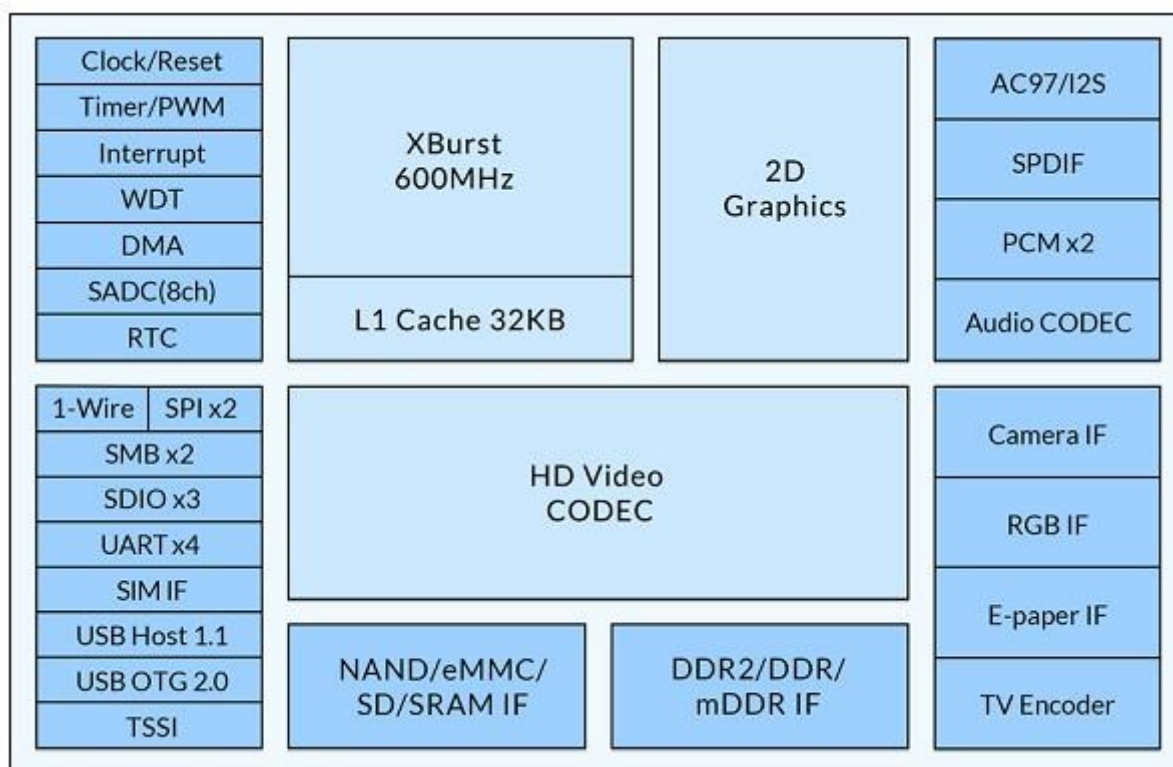 Clock/Reset
Timer/PWM
Interrupt
WDT
DMA
SADC(8ch)
RTC
XBurst
600MHz
L1 Cache 32KB
2D
Graphics
AC97/I2S
SPDIF
PCM x2
Audio CODEC
1-Wire
SPI x2
SMB x2
SDIO x3
UART x4
SIM IF
USB Host 1.1
USB OTG 2.0
TSSI
HD Video
CODEC
NAND/eMMC/
SD/SRAM IF
DDR2/DDR/
mDDR IF
Camera IF
RGB IF
E-paper IF
TV Encoder